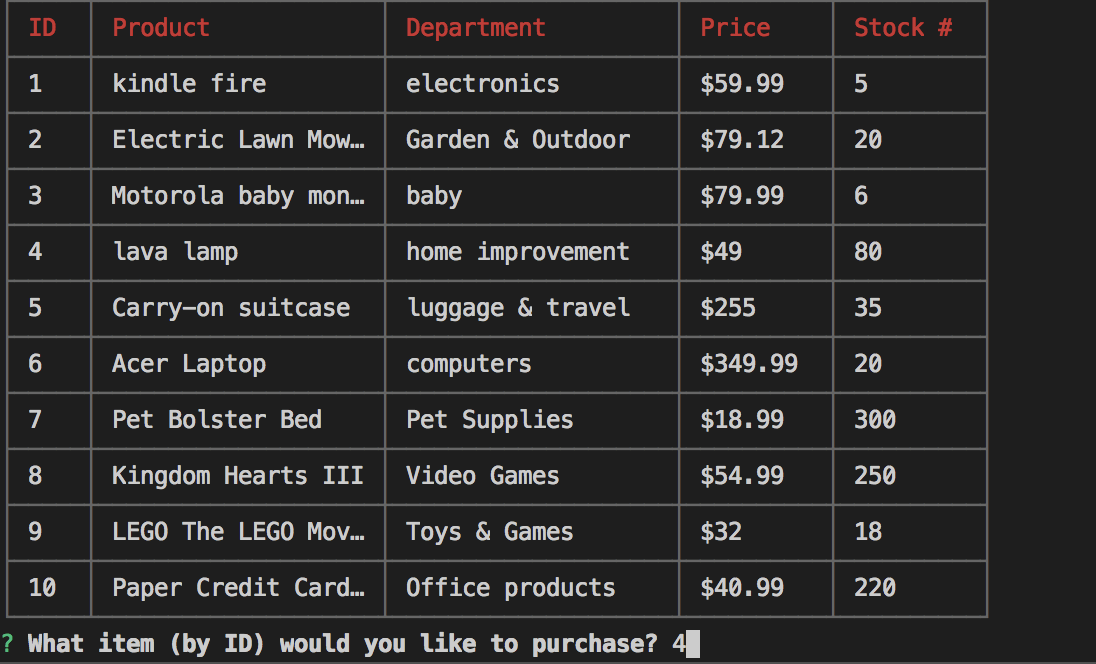 ID Product Department Price Stock #
1 kindle fire electronics $59.99 5
2 Electric Lawn Mow… Garden & Outdoor $79.12 20
3 Motorola baby mon… baby $79.99 6
4 lava lamp home improvement $49 80
5 Carry-on suitcase luggage & travel $255 35
6 Acer Laptop computers $349.99 20
7 Pet Bolster Bed Pet Supplies $18.99 300
8 Kingdom Hearts III Video Games $54.99 250
9 LEGO The LEGO Mov… Toys & Games $32 18
10 Paper Credit Card… Office products $40.99 220
? What item (by ID) would you like to purchase? 4